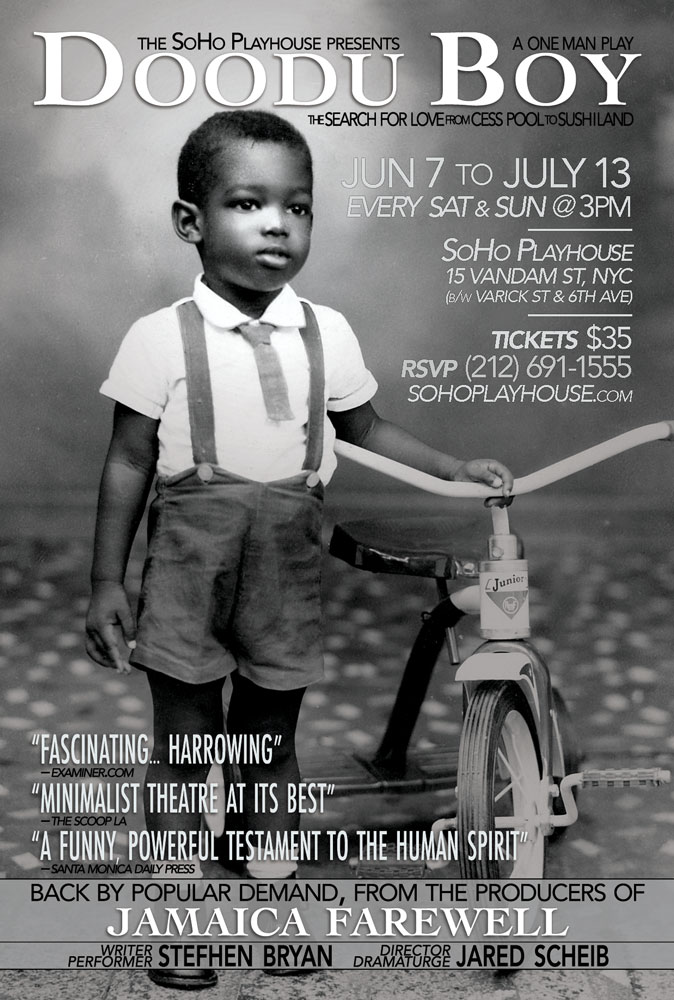 THE SOHO PLAYHOUSE PRESENTS A ONE MAN PLAY
DOODU BOY
THE SEARCH FOR LOVE FROM CESS POOL TO SUSHI LAND
JUN 7 TO JULY 13
EVERY SAT & SUN @ 3PM
SOHO PLAYHOUSE
15 VANDAM ST, NYC
(B/W VARICK ST & 6TH AVE)
TICKETS $35
RSVP (212) 691-1555
SOHOPLAYHOUSE.COM
Junior
"FASCINATING... HARROWING"
– EXAMINER.COM
"MINIMALIST THEATRE AT ITS BEST"
– THE SCOOP LA
"A FUNNY, POWERFUL TESTAMENT TO THE HUMAN SPIRIT"
– SANTA MONICA DAILY PRESS
BACK BY POPULAR DEMAND, FROM THE PRODUCERS OF
JAMAICA FAREWELL
WRITER PERFORMER STEFHEN BRYAN DIRECTOR DRAMATURGE JARED SCHEIB